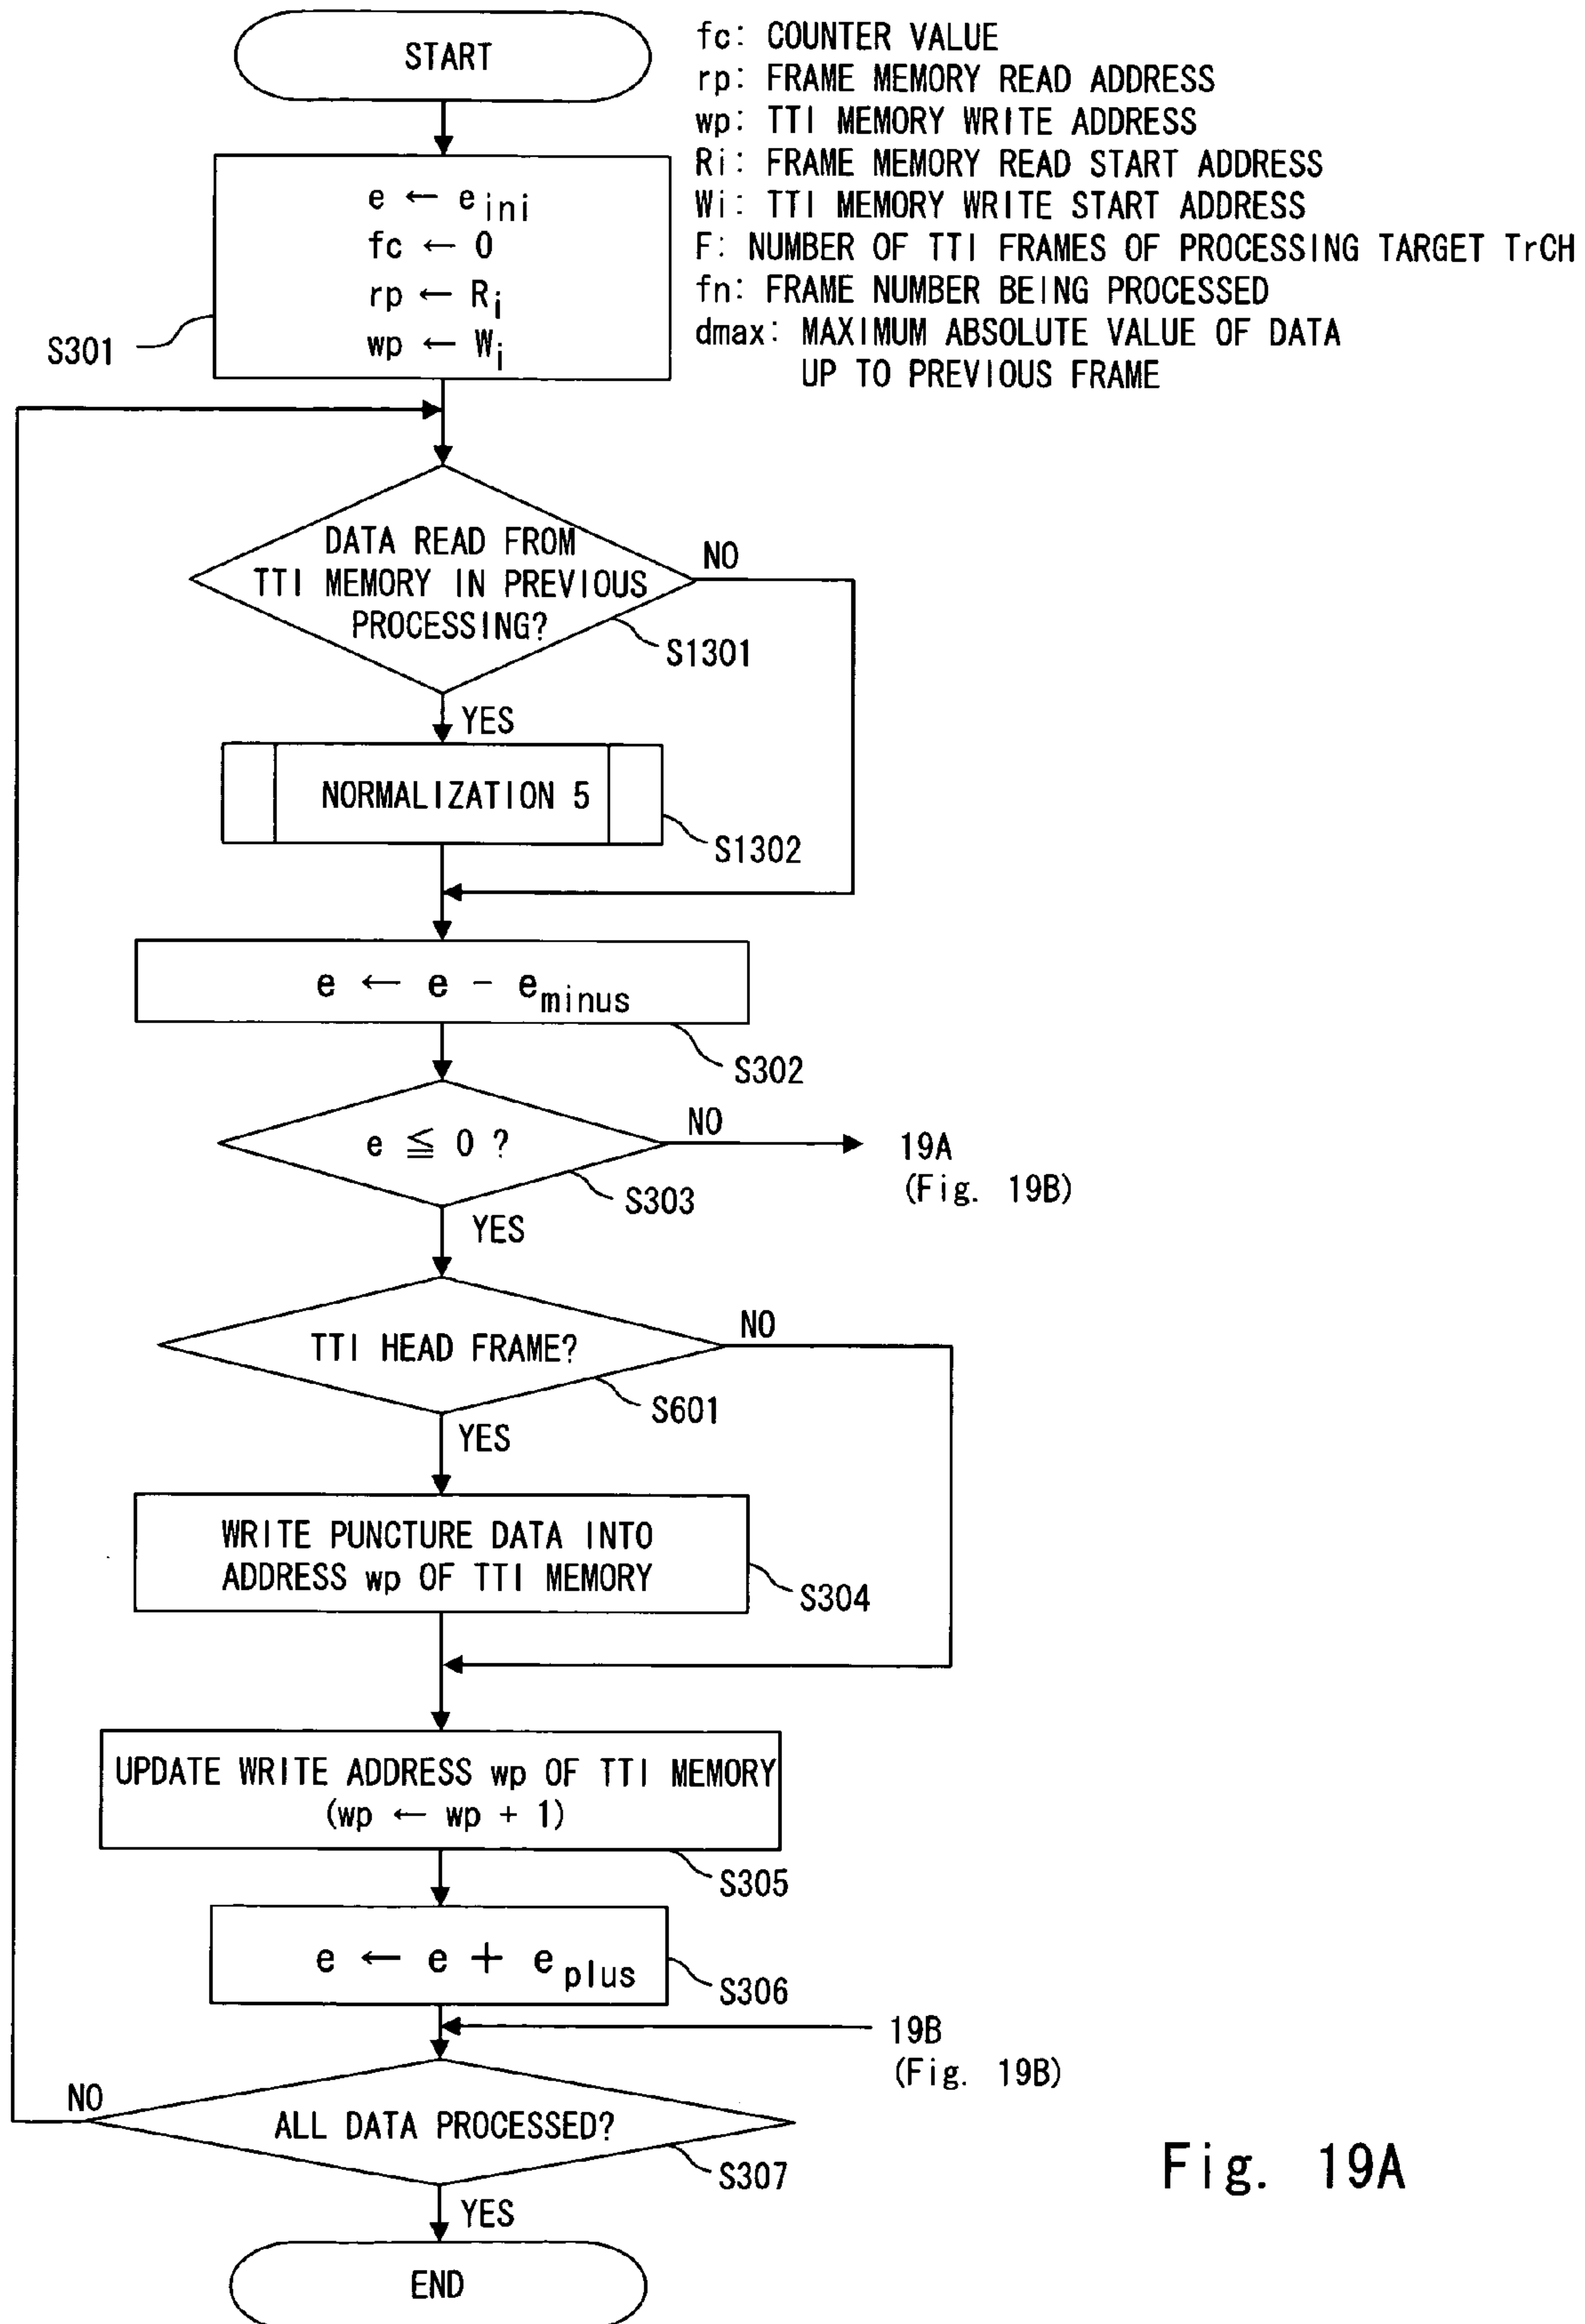 START
fc: COUNTER VALUE
rp: FRAME MEMORY READ ADDRESS
wp: TTI MEMORY WRITE ADDRESS
Ri: FRAME MEMORY READ START ADDRESS
Wi: TTI MEMORY WRITE START ADDRESS
F: NUMBER OF TTI FRAMES OF PROCESSING TARGET TrCH
fn: FRAME NUMBER BEING PROCESSED
dmax: MAXIMUM ABSOLUTE VALUE OF DATA
UP TO PREVIOUS FRAME
e ← eini
fc ← 0
rp ← Ri
wp ← Wi
S301
DATA READ FROM
TTI MEMORY IN PREVIOUS
PROCESSING?
NO
S1301
YES
NORMALIZATION 5
S1302
e ← e - eminus
S302
e ≦ 0 ?
NO
19A
(Fig. 19B)
S303
YES
TTI HEAD FRAME?
NO
S601
YES
WRITE PUNCTURE DATA INTO
ADDRESS wp OF TTI MEMORY
S304
UPDATE WRITE ADDRESS wp OF TTI MEMORY
(wp ← wp + 1)
S305
e ← e + eplus
S306
19B
(Fig. 19B)
NO
ALL DATA PROCESSED?
S307
YES
END
Fig. 19A